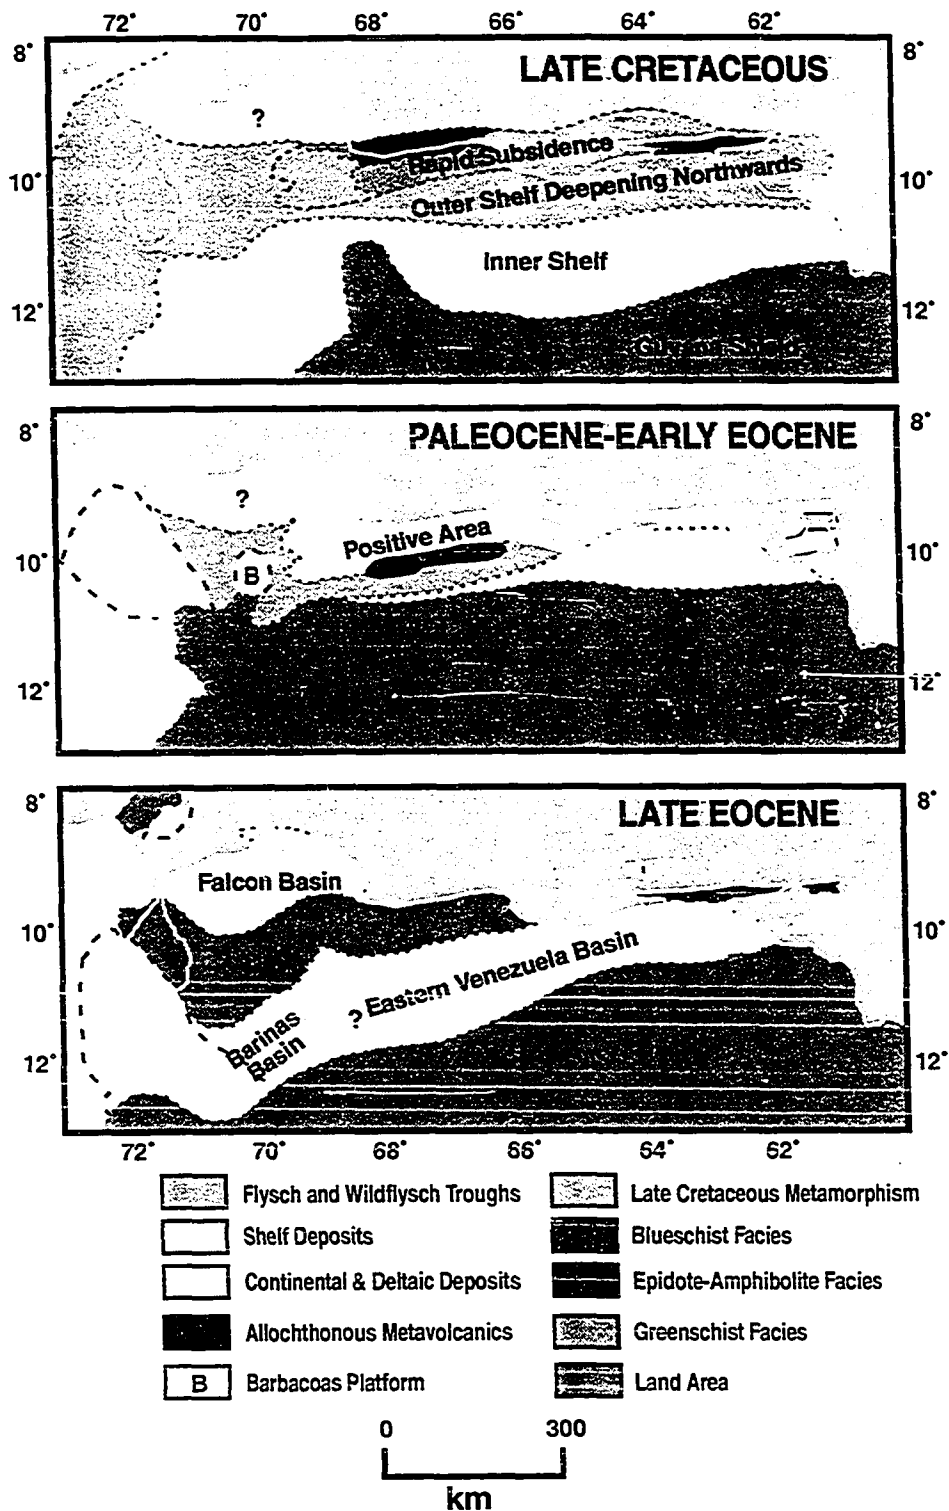 72° 70° 68° 66° 64° 62°
8° 8°
LATE CRETACEOUS
?
Rapid Subsidence
10° 10°
Outer Shelf Deepening Northwards
Inner Shelf
12° 12°
8° 8°
PALEOCENE-EARLY EOCENE
?
Positive Area
10° 10°
B
12° 12°
8° 8°
LATE EOCENE
Falcon Basin
10° 10°
Eastern Venezuela Basin
?
Barinas
Basin
12° 12°
72° 70° 68° 66° 64° 62°
Flysch and Wildflysch Troughs
Shelf Deposits
Continental & Deltaic Deposits
Allochthonous Metavolcanics
B Barbacoas Platform
Late Cretaceous Metamorphism
Blueschist Facies
Epidote-Amphibolite Facies
Greenschist Facies
Land Area
0 300
km